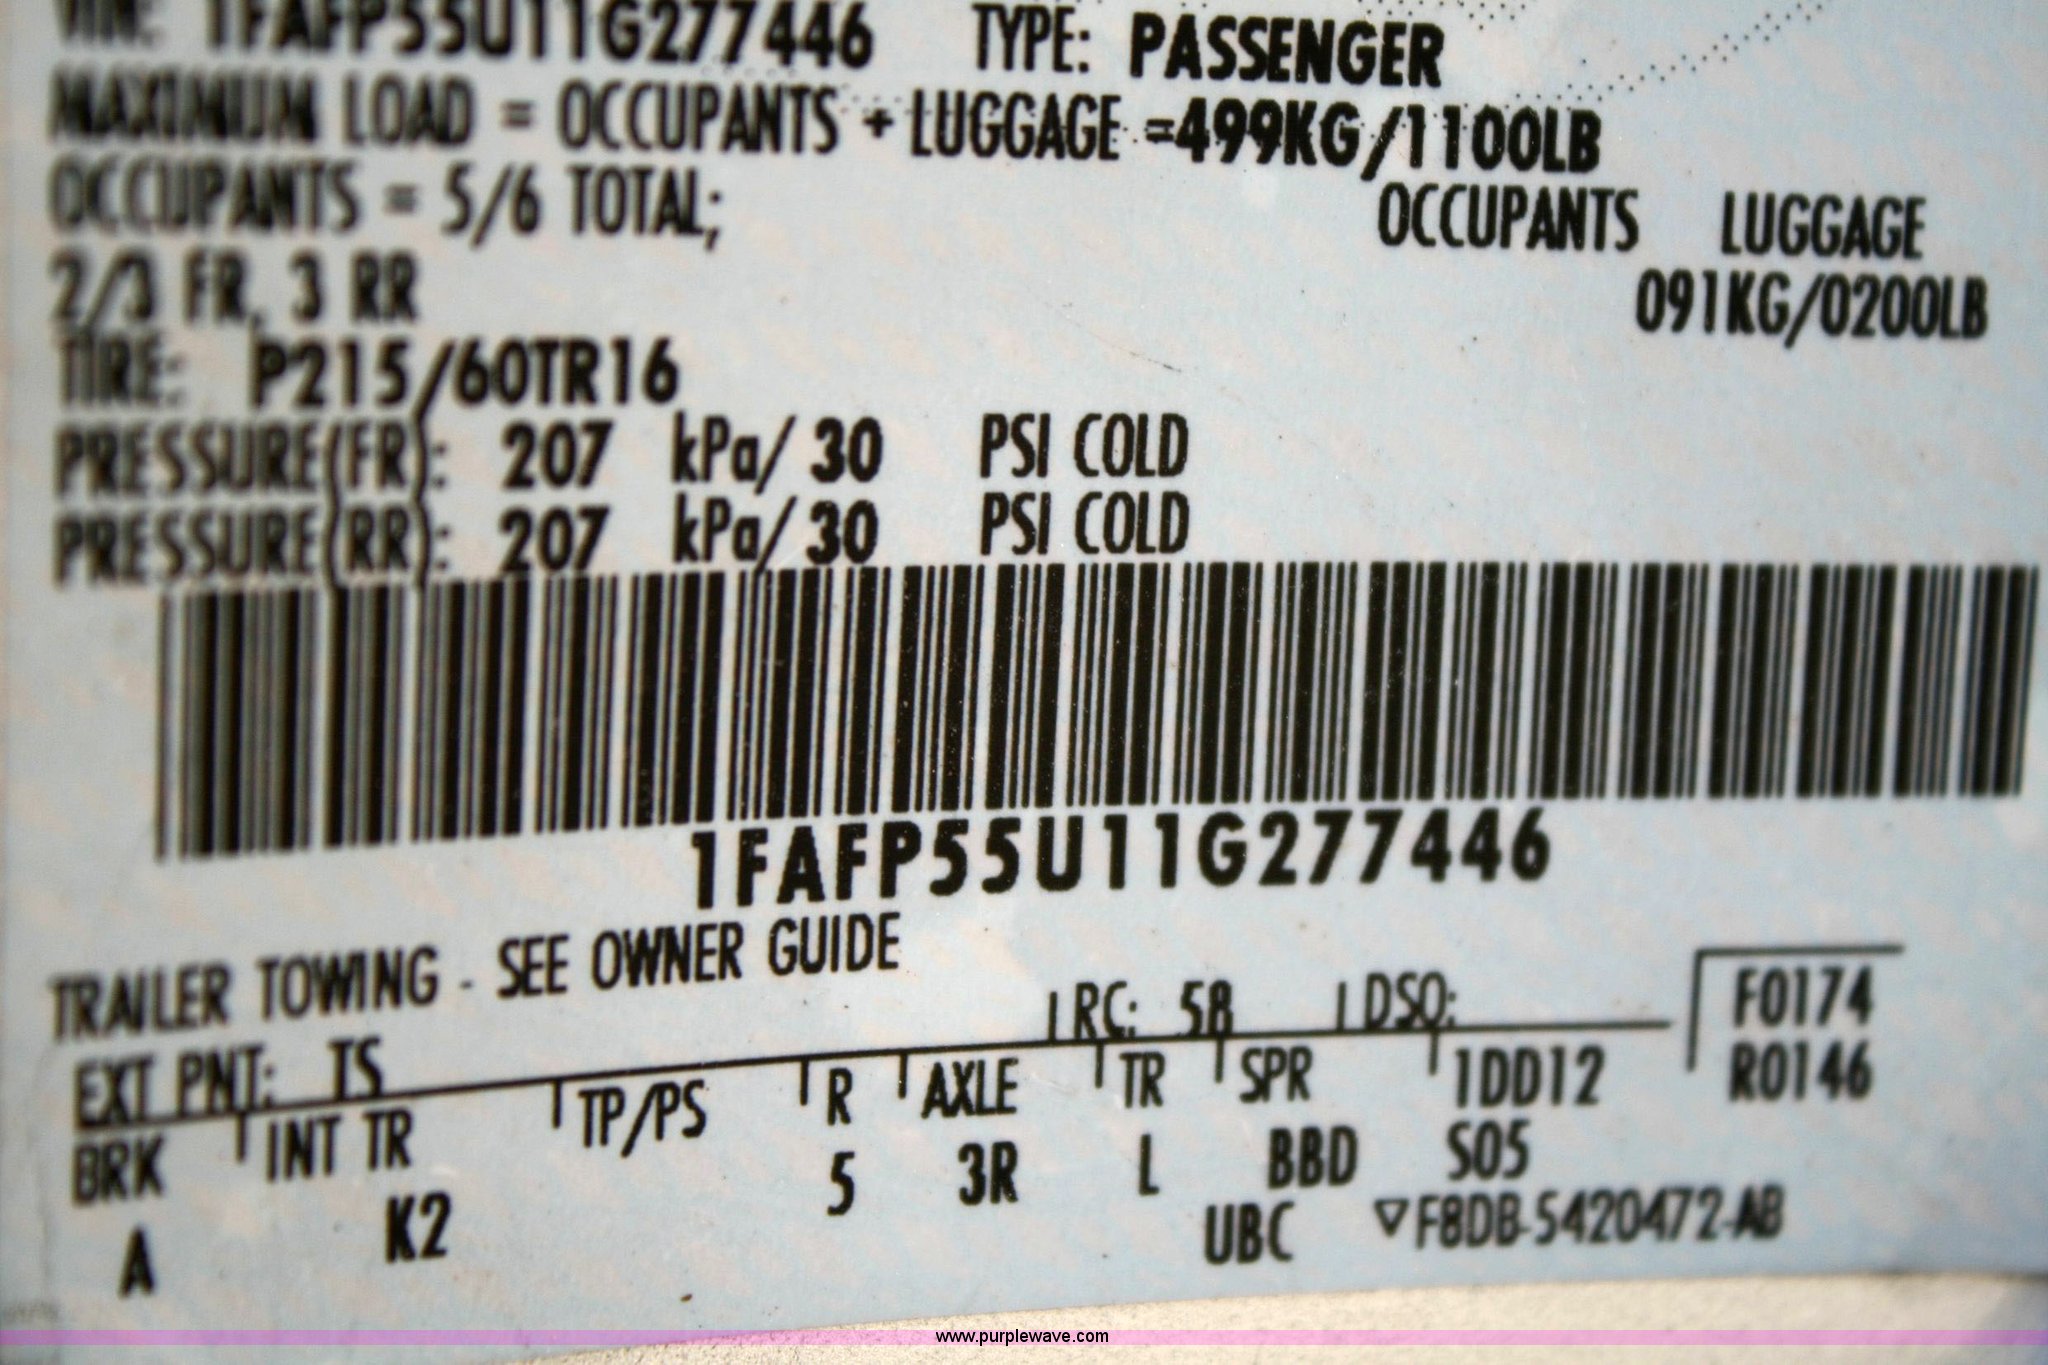 VIN: 1FAFP55U11G277446 TYPE: PASSENGER
MAXIMUM LOAD = OCCUPANTS + LUGGAGE =499KG/1100LB
OCCUPANTS = 5/6 TOTAL; OCCUPANTS LUGGAGE
2/3 FR, 3 RR 091KG/0200LB
TIRE: P215/60TR16
PRESSURE(FR): 207 kPa/ 30 PSI COLD
PRESSURE(RR): 207 kPa/ 30 PSI COLD
1FAFP55U11G277446
TRAILER TOWING - SEE OWNER GUIDE
EXT PNT: TS RC: 58 DSO: F0174
BRK INT TR TP/PS R AXLE TR SPR 1DD12 R0146
A K2 5 3R L BBD S05
UBC ▽F8DB-5420472-AB
www.purplewave.com